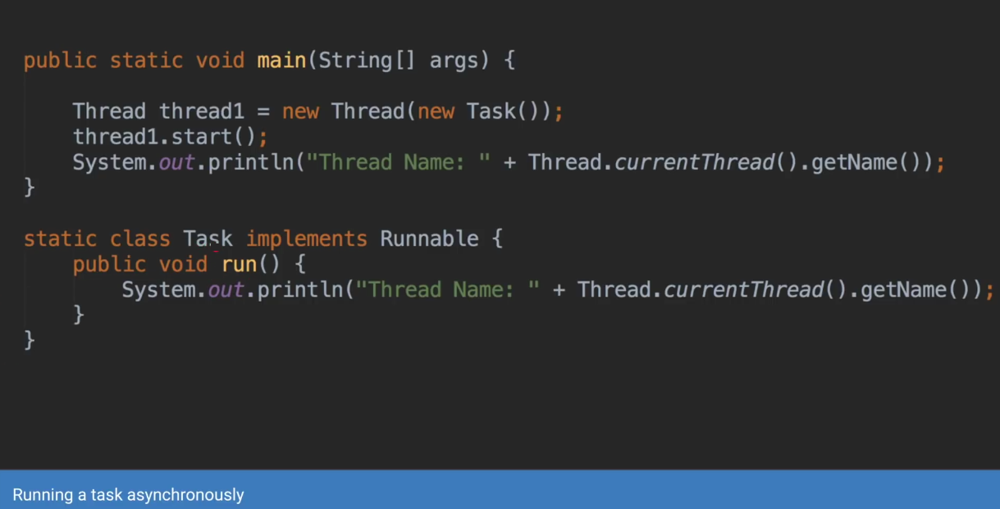 public static void main(String[] args) {
Thread thread1 = new Thread(new Task());
thread1.start();
System.out.println("Thread Name: " + Thread.currentThread().getName());
}
static class Task implements Runnable {
public void run() {
System.out.println("Thread Name: " + Thread.currentThread().getName());
}
}
Running a task asynchronously